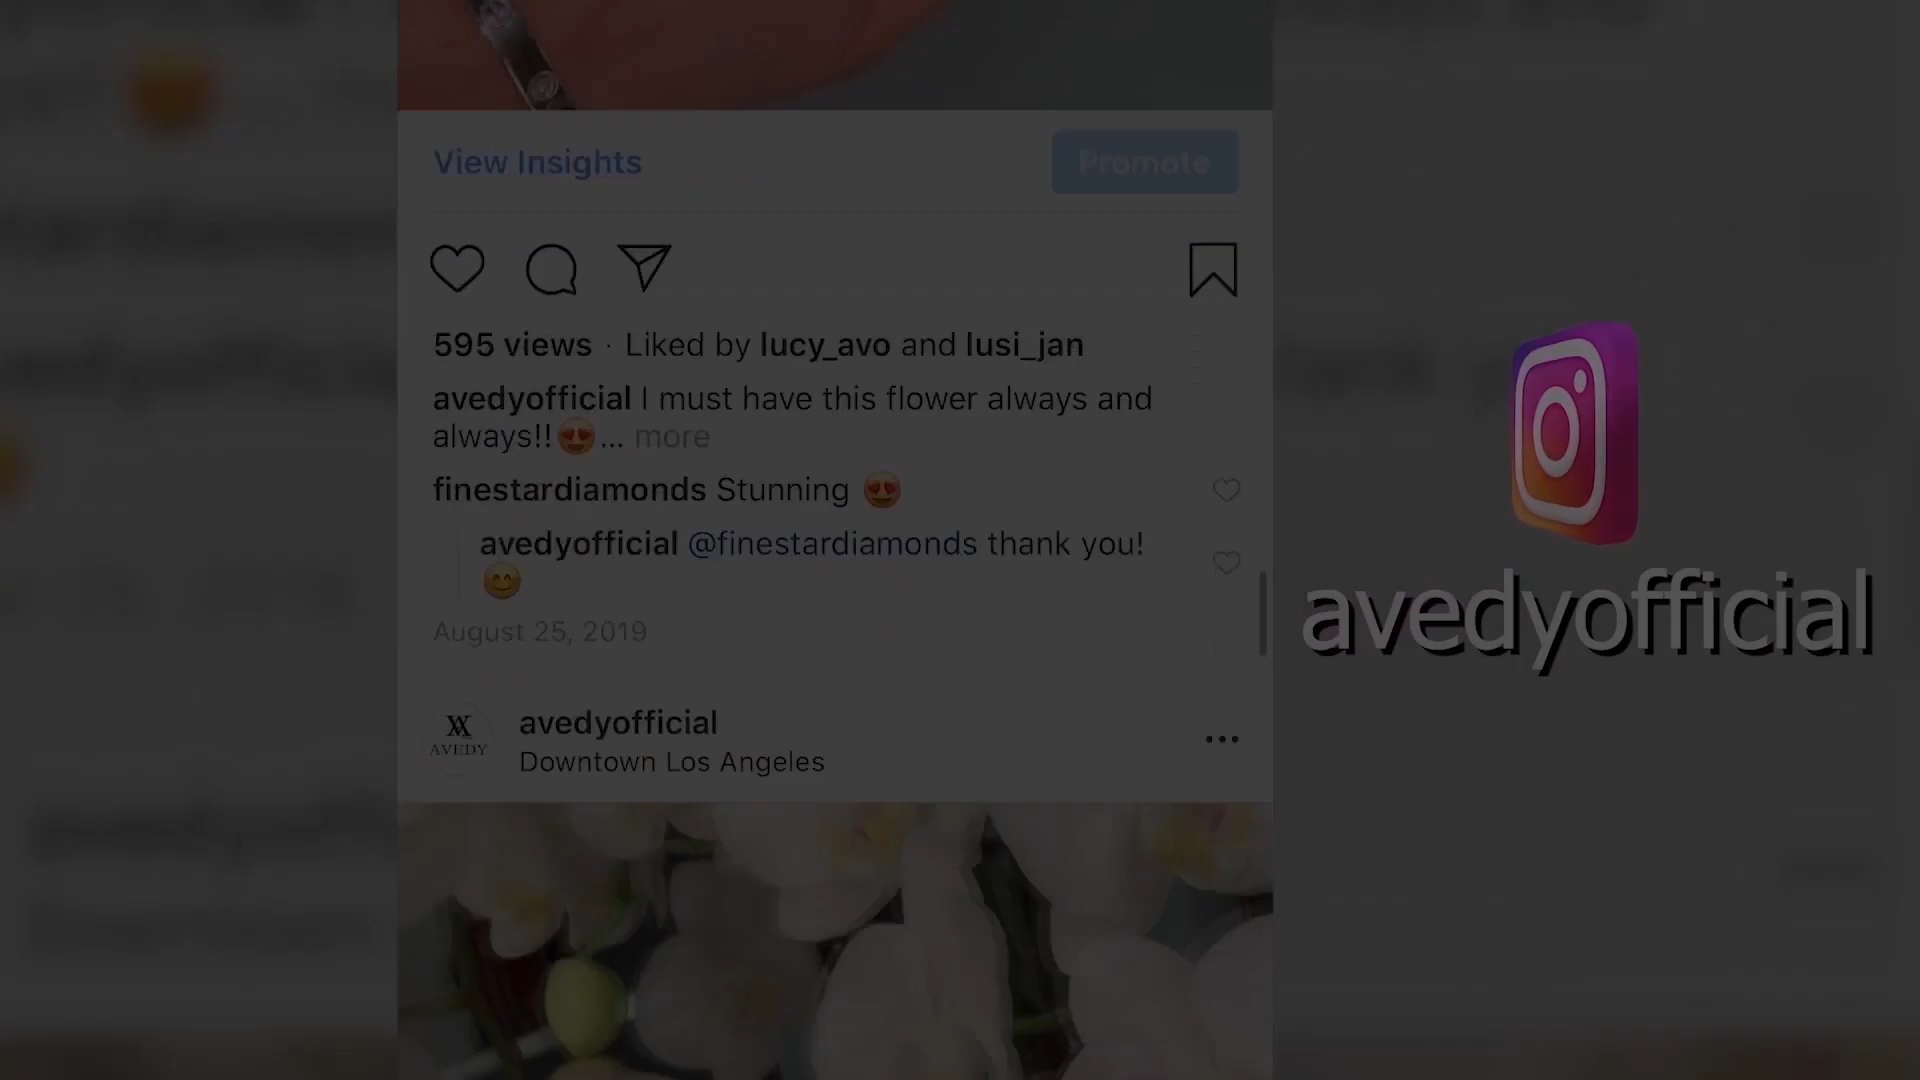 View Insights
Promote
595 views · Liked by lucy_avo and lusi_jan
avedyofficial I must have this flower always and
always!!😍... more
finestardiamonds Stunning 😍
avedyofficial @finestardiamonds thank you!
😊
August 25, 2019
AVEDY
avedyofficial
Downtown Los Angeles
avedyofficial